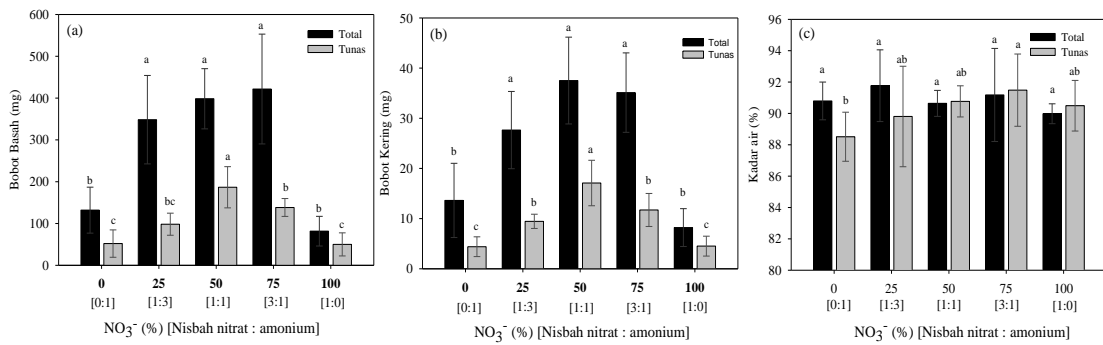 (a)
Total
Tunas
Bobot Basah (mg)
600
500
400
300
200
100
0
b
c
a
bc
a
a
a
b
b
c
0
25
50
75
100
[0:1]
[1:3]
[1:1]
[3:1]
[1:0]
NO3⁻ (%) [Nisbah nitrat : amonium]
(b)
Total
Tunas
Bobot Kering (mg)
50
40
30
20
10
0
b
c
a
b
a
a
a
b
b
c
0
25
50
75
100
[0:1]
[1:3]
[1:1]
[3:1]
[1:0]
NO3⁻ (%) [Nisbah nitrat : amonium]
(c)
Total
Tunas
Kadar air (%)
96
94
92
90
88
86
84
82
80
a
b
a
ab
a
ab
a
a
a
ab
0
25
50
75
100
[0:1]
[1:3]
[1:1]
[3:1]
[1:0]
NO3⁻ (%) [Nisbah nitrat : amonium]